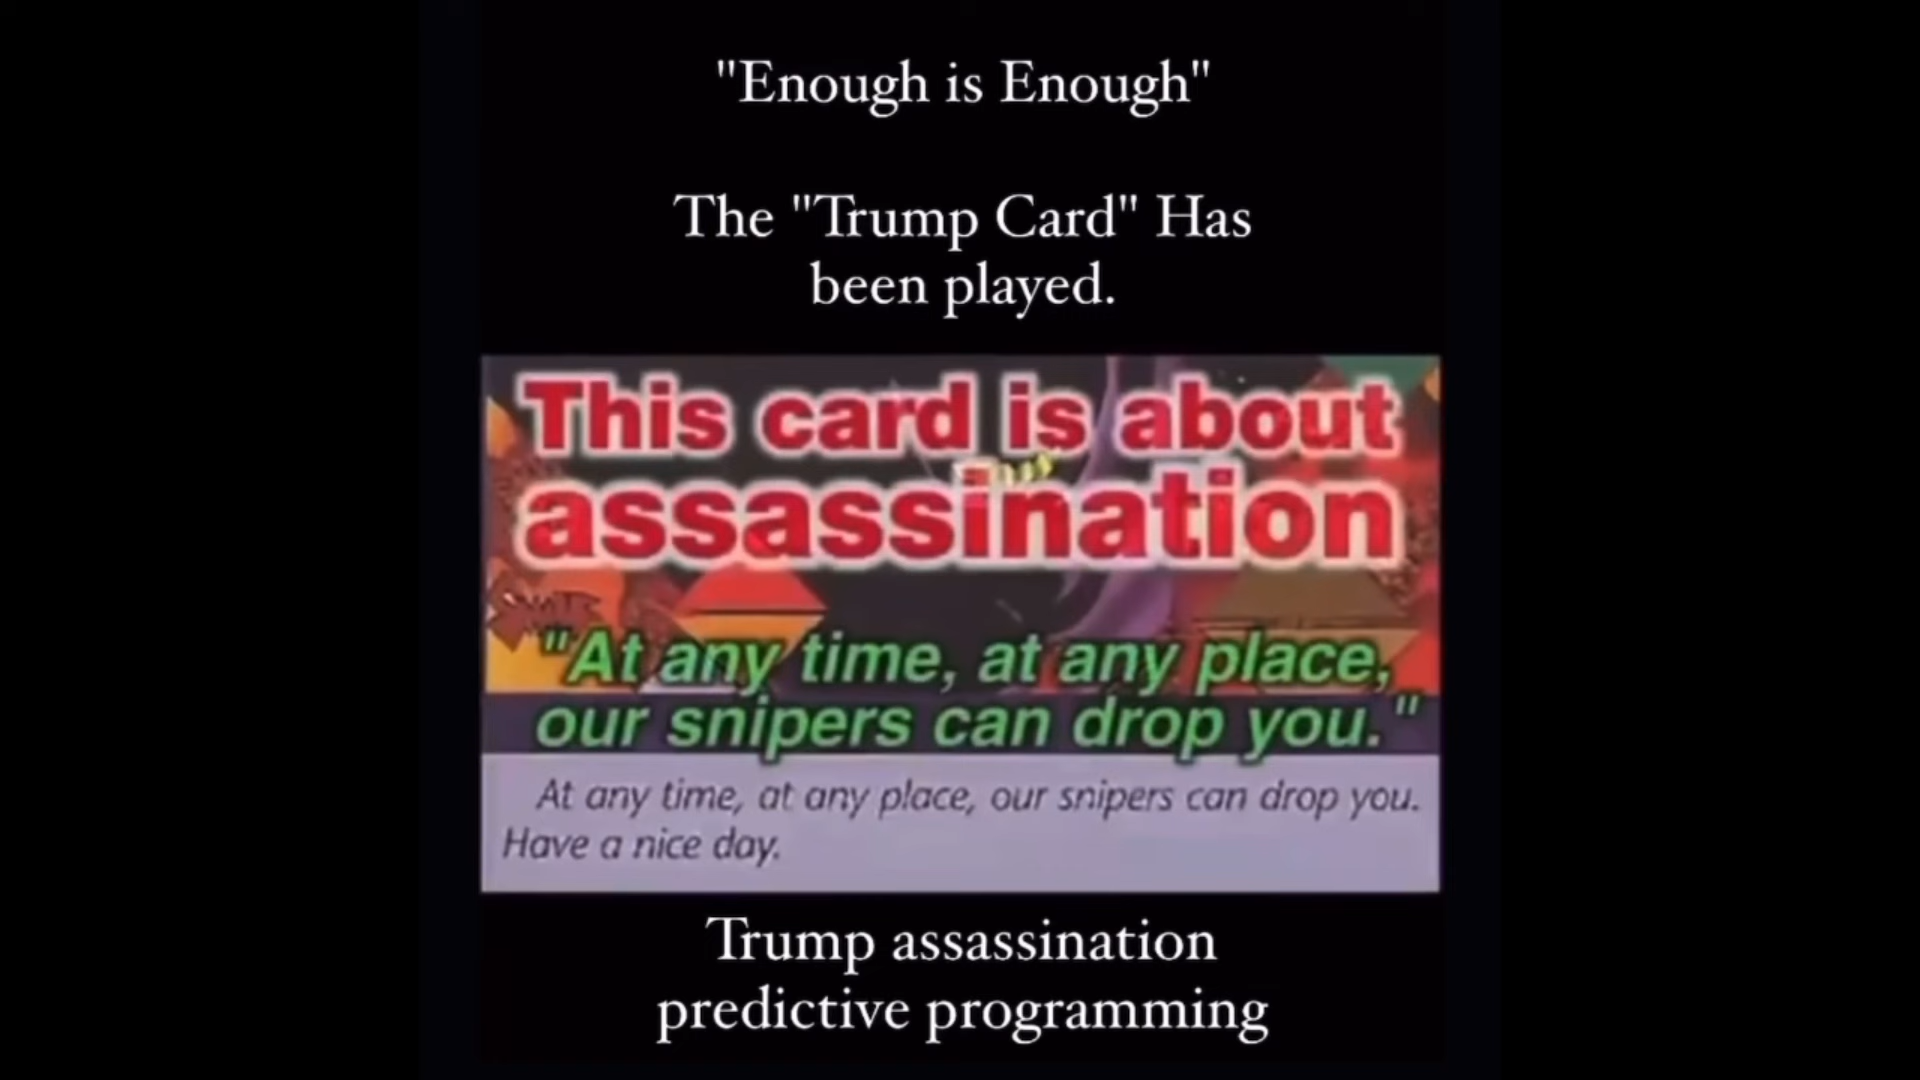 "Enough is Enough"
The "Trump Card" Has
been played.
This card is about
assassination
"At any time, at any place,
our snipers can drop you."
At any time, at any place, our snipers can drop you.
Have a nice day.
Trump assassination
predictive programming